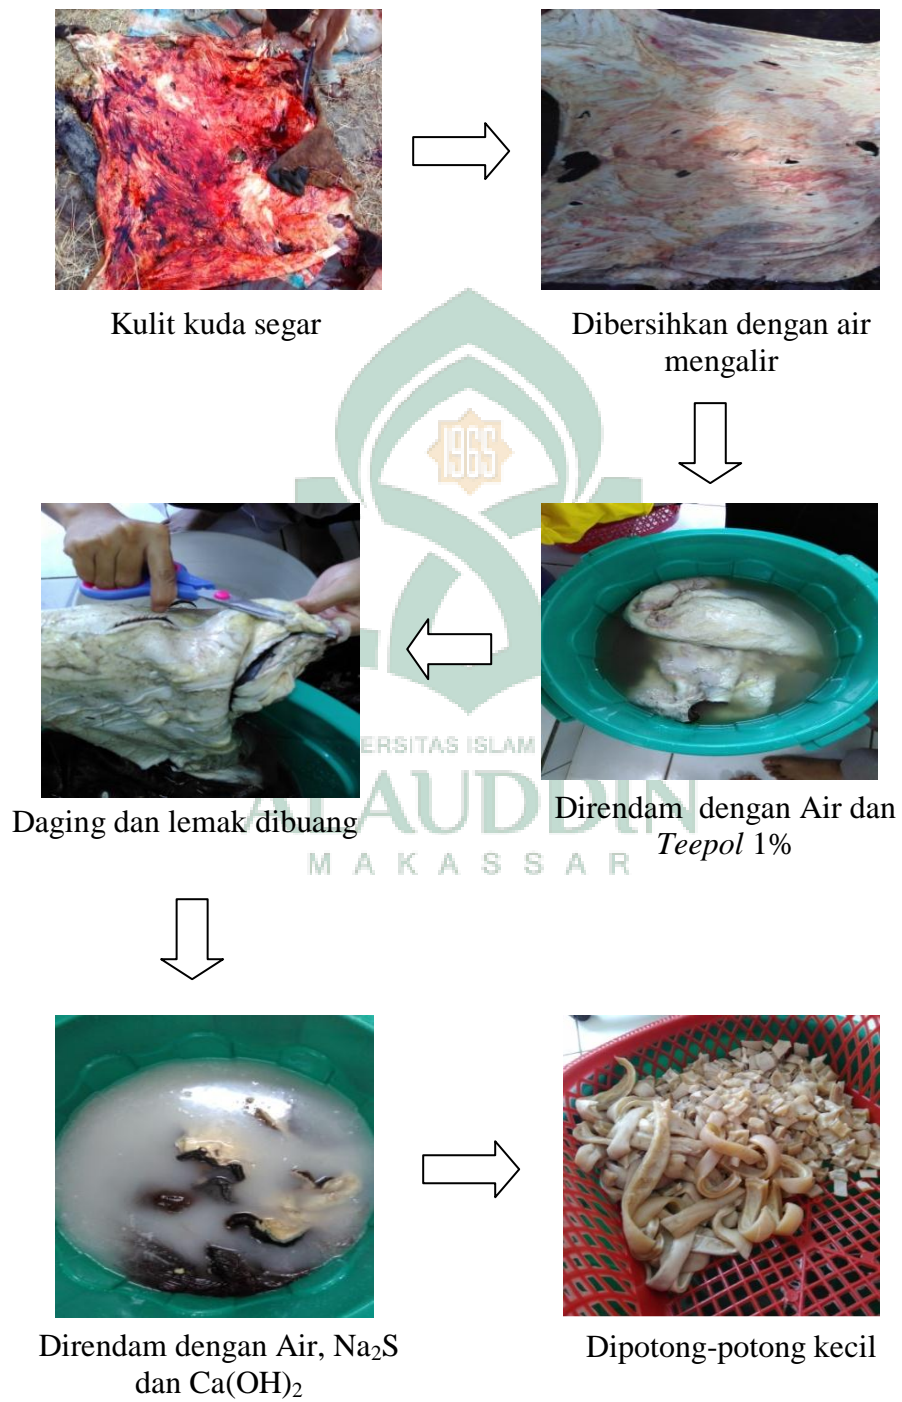 Kulit kuda segar
Dibersihkan dengan air
mengalir
1965
ERSITAS ISLAM
ALAUDDIN
MAKASSAR
Daging dan lemak dibuang
Direndam dengan Air dan
Teepol 1%
Direndam dengan Air, Na₂S
dan Ca(OH)₂
Dipotong-potong kecil